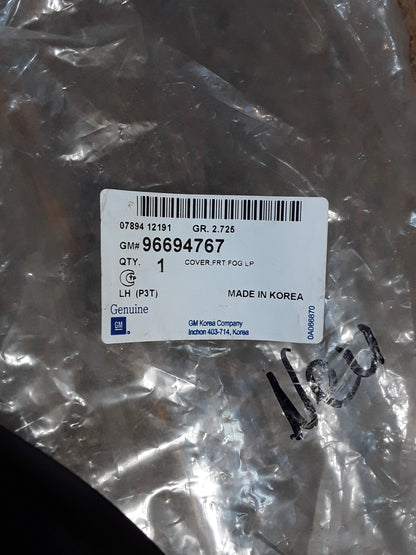 07894 12191 GR. 2.725
GM# 96694767
QTY. 1 COVER,FRT FOG LP
LH (P3T) MADE IN KOREA
Genuine
GM
GM Korea Company
Inchon 403-714, Korea
0A066870